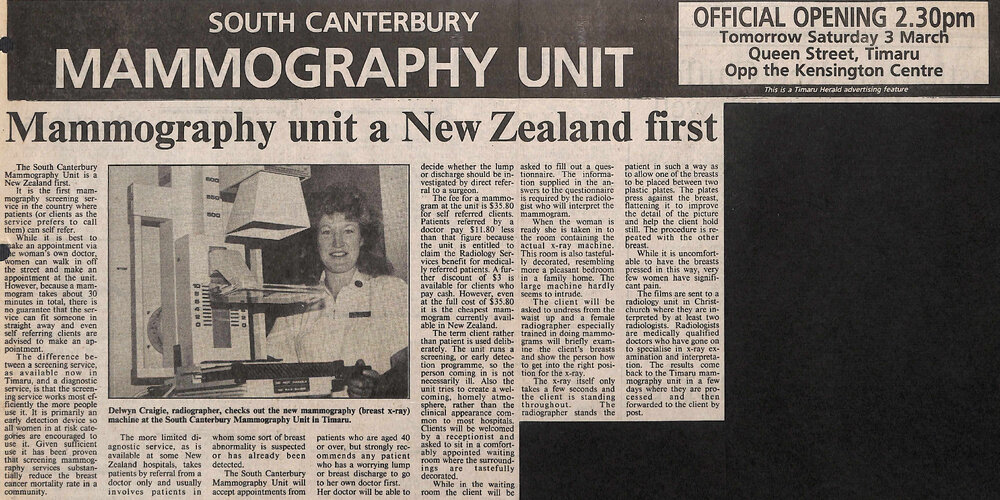 SOUTH CANTERBURY
MAMMOGRAPHY UNIT
OFFICIAL OPENING 2.30pm
Tomorrow Saturday 3 March
Queen Street, Timaru
Opp the Kensington Centre
This is a Timaru Herald advertising feature
Mammography unit a New Zealand first
The South Canterbury
Mammography Unit is a
New Zealand first.
It is the first mam-
mography screening ser-
vice in the country where
patients (or clients as the
service prefers to call
them) can self refer.
While it is best to
make an appointment via
the woman's own doctor,
women can walk in off
the street and make an
appointment at the unit.
However, because a mam-
mogram takes about 30
minutes in total, there is
no guarantee that the ser-
vice can fit someone in
straight away and even
self referring clients are
advised to make an ap-
pointment.
The difference be-
tween a screening service,
as available now in
Timaru, and a diagnostic
service, is that the screen-
ing service works most ef-
ficiently the more people
use it. It is primarily an
early detection device so
all women in at risk cate-
gories are encouraged to
use it. Given sufficient
use it has been proven
that screening mammog-
raphy services substan-
tially reduce the breast
cancer mortality rate in a
community.
Delwyn Craigie, radiographer, checks out the new mammography (breast x-ray)
machine at the South Canterbury Mammography Unit in Timaru.
The more limited di-
agnostic service, as is
available at some New
Zealand hospitals, takes
patients by referral from a
doctor only and usually
involves patients in
whom some sort of breast
abnormality is suspected
or has already been
detected.
The South Canterbury
Mammography Unit will
accept appointments from
patients who are aged 40
or over, but strongly rec-
ommends any patient
who has a worrying lump
or breast discharge to go
to her own doctor first.
Her doctor will be able to
decide whether the lump
or discharge should be in-
vestigated by direct refer-
ral to a surgeon.
The fee for a mammo-
gram at the unit is $35.80
for self referred clients.
Patients referred by a
doctor pay $11.80 less
than that figure because
the unit is entitled to
claim the Radiology Ser-
vices benefit for medical-
ly referred patients. A fur-
ther discount of $3 is
available for clients who
pay cash. However, even
at the full cost of $35.80
it is the cheapest mam-
mogram currently avail-
able in New Zealand.
The term client rather
than patient is used delib-
erately. The unit runs a
screening, or early detec-
tion programme, so the
person coming in is not
necessarily ill. Also the
unit tries to create a wel-
coming, homely atmo-
sphere, rather than the
clinical appearance com-
mon to most hospitals.
Clients will be welcomed
by a receptionist and
asked to sit in a comfort-
ably appointed waiting
room where the surround-
ings are tastefully
decorated.
While in the waiting
room the client will be
asked to fill out a ques-
tionnaire. The informa-
tion supplied in the an-
swers to the questionnaire
is required by the radiolo-
gist who will interpret the
mammogram.
When the woman is
ready she is taken in to
the room containing the
actual x-ray machine.
This room is also tasteful-
ly decorated, resembling
more a pleasant bedroom
in a family home. The
large machine hardly
seems to intrude.
The client will be
asked to undress from the
waist up and a female
radiographer especially
trained in doing mammo-
grams will briefly exam-
ine the client's breasts
and show the person how
to get into the right posi-
tion for the x-ray.
The x-ray itself only
takes a few seconds and
the client is standing
throughout. The
radiographer stands the
patient in such a way as
to allow one of the breasts
to be placed between two
plastic plates. The plates
press against the breast,
flattening it to improve
the detail of the picture
and help the client hold
still. The procedure is re-
peated with the other
breast.
While it is uncomfort-
able to have the breasts
pressed in this way, very
few women have signifi-
cant pain.
The films are sent to a
radiology unit in Christ-
church where they are in-
terpreted by at least two
radiologists. Radiologists
are medically qualified
doctors who have gone on
to specialise in x-ray ex-
amination and interpreta-
tion. The results come
back to the Timaru mam-
mography unit in a few
days where they are pro-
cessed and then
forwarded to the client by
post.